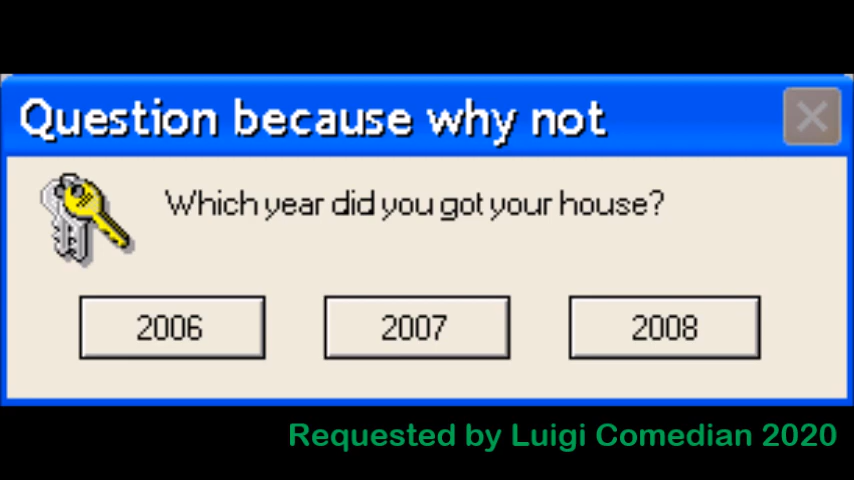 Question because why not
Which year did you got your house?
2006 2007 2008
Requested by Luigi Comedian 2020